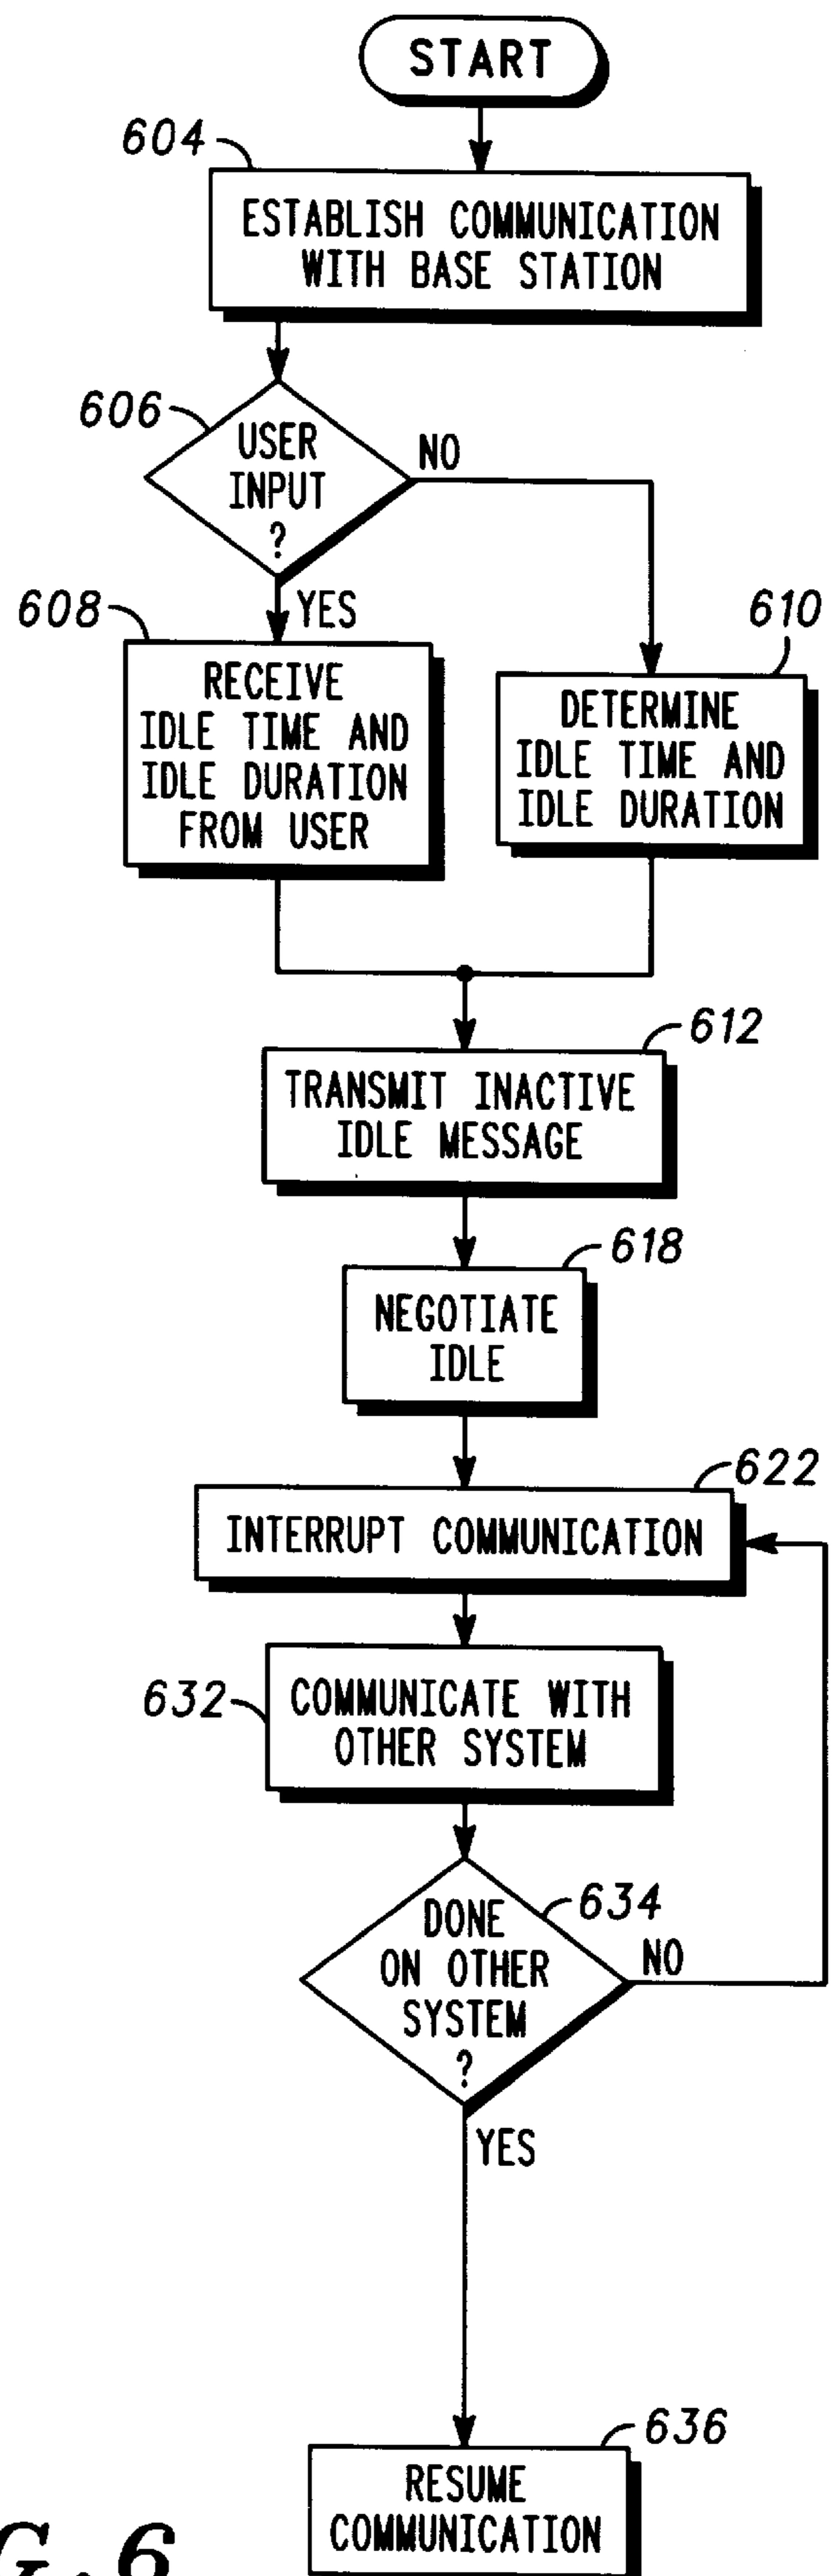 START
604
ESTABLISH COMMUNICATION
WITH BASE STATION
606
USER
INPUT
?
NO
YES
608
RECEIVE
IDLE TIME AND
IDLE DURATION
FROM USER
610
DETERMINE
IDLE TIME AND
IDLE DURATION
612
TRANSMIT INACTIVE
IDLE MESSAGE
618
NEGOTIATE
IDLE
622
INTERRUPT COMMUNICATION
632
COMMUNICATE WITH
OTHER SYSTEM
634
DONE
ON OTHER
SYSTEM
?
NO
YES
636
RESUME
COMMUNICATION
G.6